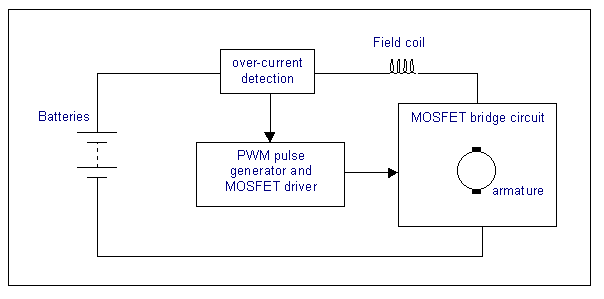 Field coil
over-current
detection
Batteries
MOSFET bridge circuit
PWM pulse
generator and
MOSFET driver
armature